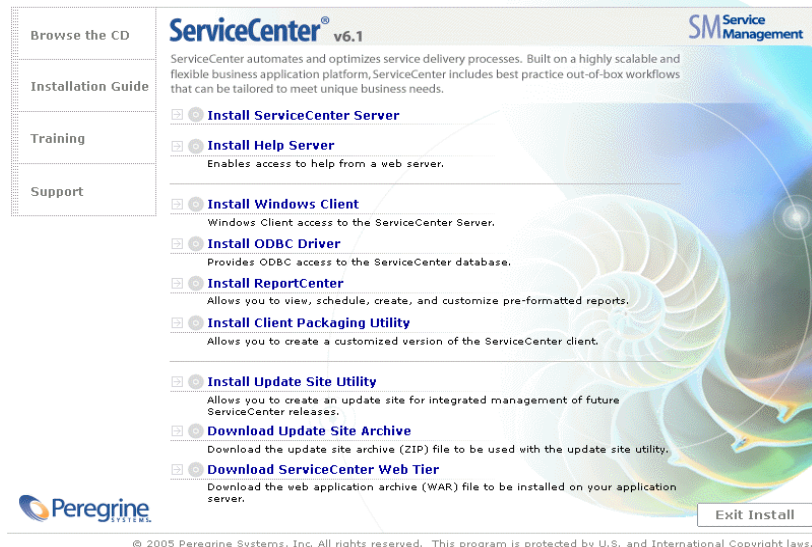 Browse the CD
Installation Guide
Training
Support
ServiceCenter® v6.1
SM Service Management
ServiceCenter automates and optimizes service delivery processes. Built on a highly scalable and
flexible business application platform, ServiceCenter includes best practice out-of-box workflows
that can be tailored to meet unique business needs.
Install ServiceCenter Server
Install Help Server
Enables access to help from a web server.
Install Windows Client
Windows Client access to the ServiceCenter Server.
Install ODBC Driver
Provides ODBC access to the ServiceCenter database.
Install ReportCenter
Allows you to view, schedule, create, and customize pre-formatted reports.
Install Client Packaging Utility
Allows you to create a customized version of the ServiceCenter client.
Install Update Site Utility
Allows you to create an update site for integrated management of future
ServiceCenter releases.
Download Update Site Archive
Download the update site archive (ZIP) file to be used with the update site utility.
Download ServiceCenter Web Tier
Download the web application archive (WAR) file to be installed on your application
server.
Peregrine
SYSTEMS
Exit Install
© 2005 Peregrine Systems, Inc. All rights reserved. This program is protected by U.S. and International Copyright laws.